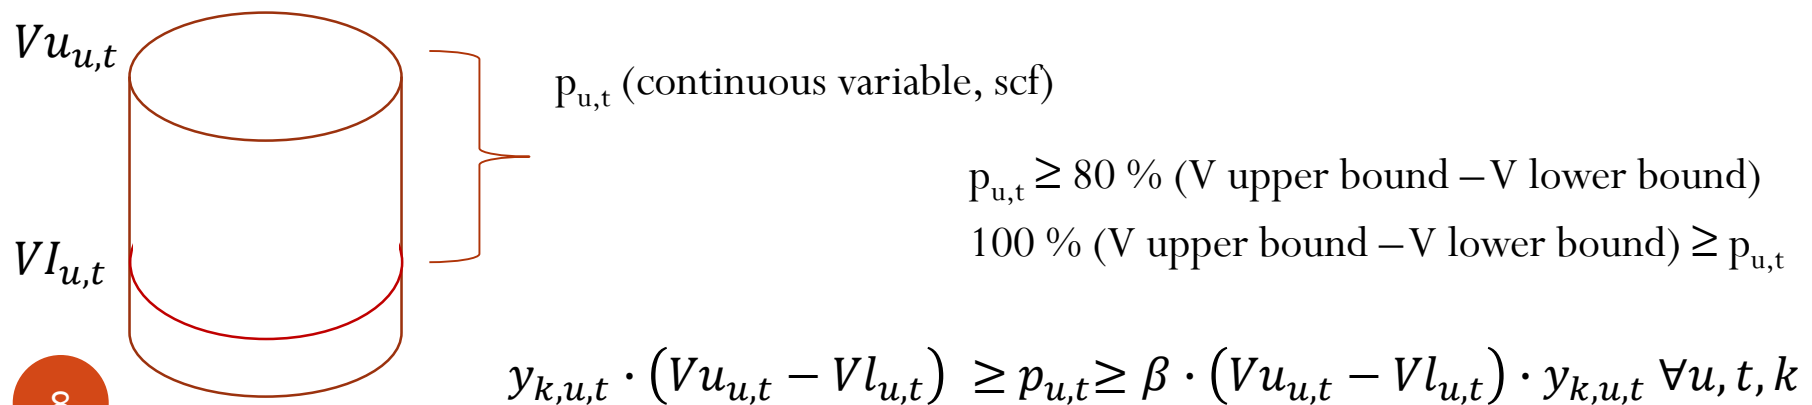 Vu_{u,t}
p_{u,t} (continuous variable, scf)
p_{u,t} ≥ 80 % (V upper bound – V lower bound)
VI_{u,t}
100 % (V upper bound – V lower bound) ≥ p_{u,t}
y_{k,u,t} · (Vu_{u,t} − Vl_{u,t}) ≥ p_{u,t} ≥ β · (Vu_{u,t} − Vl_{u,t}) · y_{k,u,t} ∀u, t, k